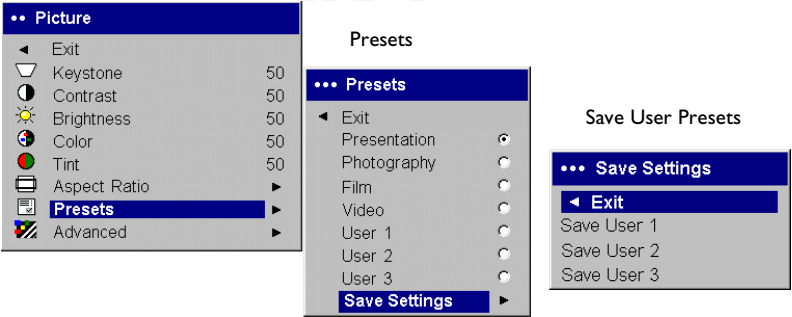 •• Picture
◄ Exit
Keystone 50
Contrast 50
Brightness 50
Color 50
Tint 50
Aspect Ratio ►
Presets ►
Advanced ►
Presets
••• Presets
◄ Exit
Presentation
Photography
Film
Video
User 1
User 2
User 3
Save Settings ►
Save User Presets
••• Save Settings
◄ Exit
Save User 1
Save User 2
Save User 3